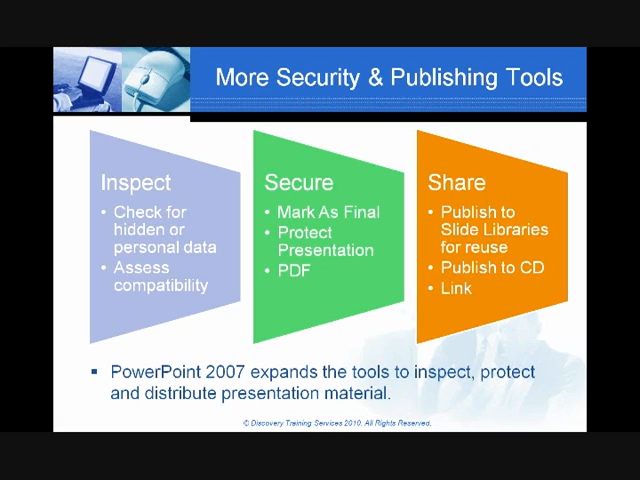 More Security & Publishing Tools
Inspect
• Check for
hidden or
personal data
• Assess
compatibility
Secure
• Mark As Final
• Protect
Presentation
• PDF
Share
• Publish to
Slide Libraries
for reuse
• Publish to CD
• Link
▪ PowerPoint 2007 expands the tools to inspect, protect
and distribute presentation material.
© Discovery Training Services 2010. All Rights Reserved.